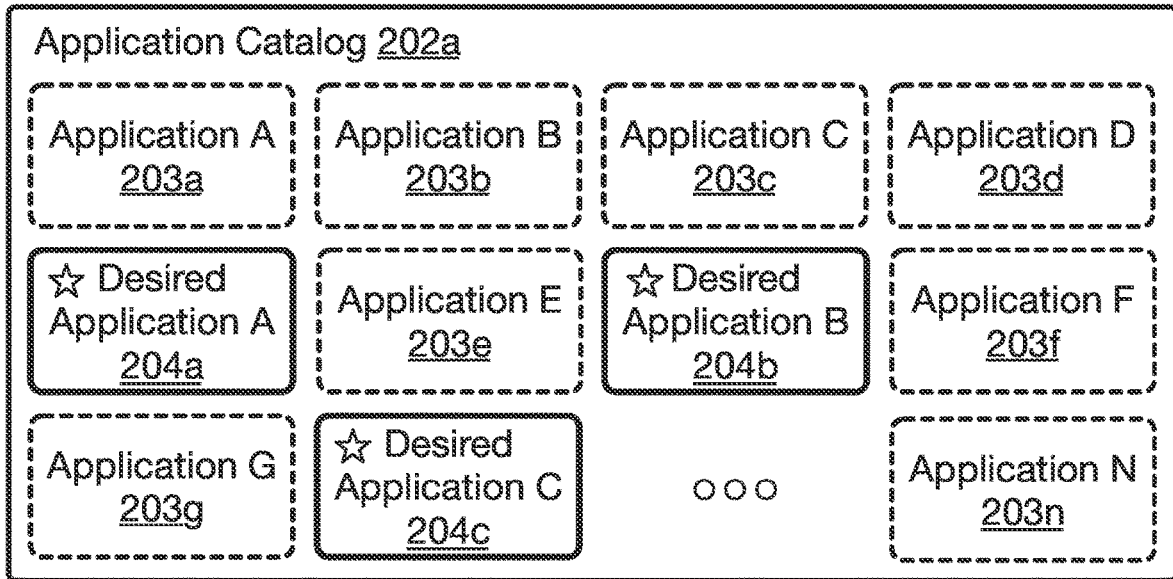 Application Catalog 202a
Application A
203a
Application B
203b
Application C
203c
Application D
203d
☆ Desired
Application A
204a
Application E
203e
☆ Desired
Application B
204b
Application F
203f
Application G
203g
☆ Desired
Application C
204c
○○○
Application N
203n